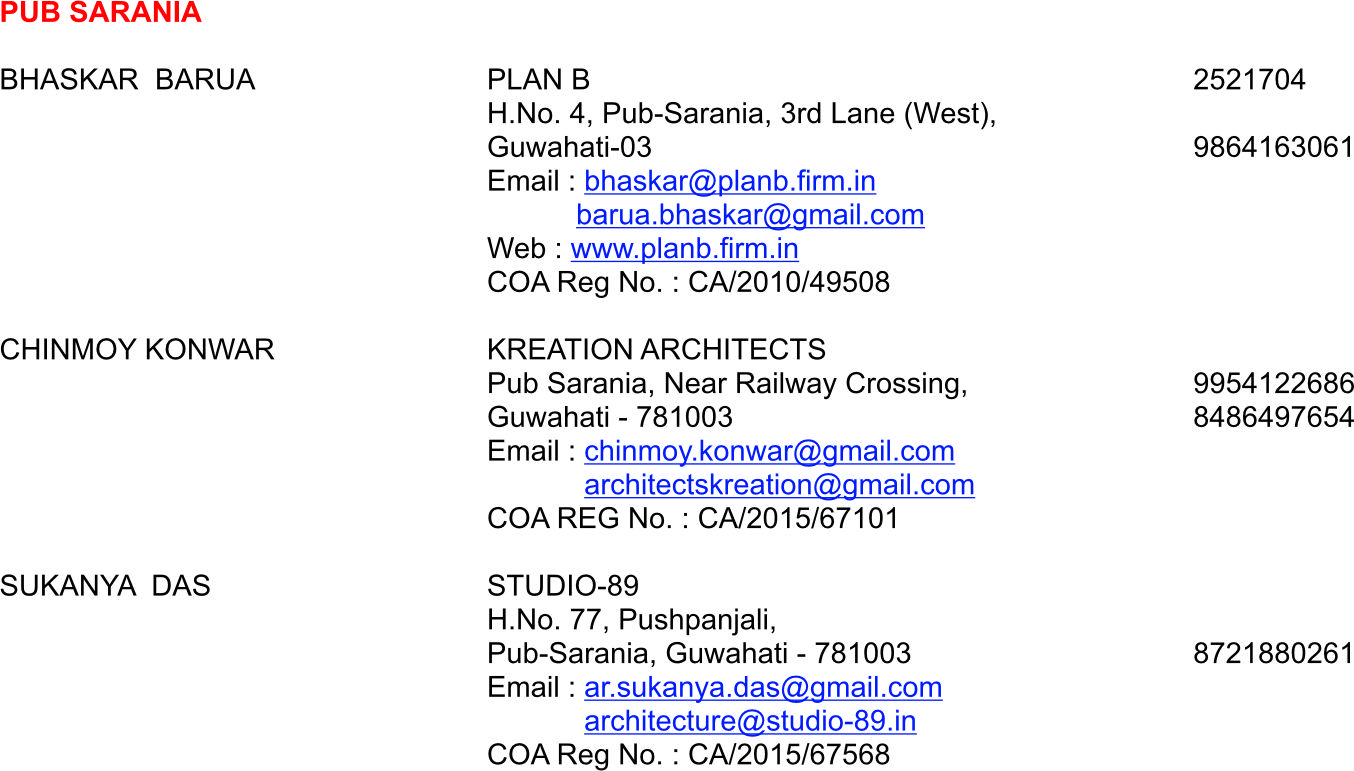 PUB SARANIA
BHASKAR  BARUA PLAN B 2521704
H.No. 4, Pub-Sarania, 3rd Lane (West),
Guwahati-03 9864163061
Email : bhaskar@planb.firm.in
barua.bhaskar@gmail.com
Web : www.planb.firm.in
COA Reg No. : CA/2010/49508
CHINMOY KONWAR KREATION ARCHITECTS
Pub Sarania, Near Railway Crossing, 9954122686
Guwahati - 781003 8486497654
Email : chinmoy.konwar@gmail.com
architectskreation@gmail.com
COA REG No. : CA/2015/67101
SUKANYA  DAS STUDIO-89
H.No. 77, Pushpanjali,
Pub-Sarania, Guwahati - 781003 8721880261
Email : ar.sukanya.das@gmail.com
architecture@studio-89.in
COA Reg No. : CA/2015/67568